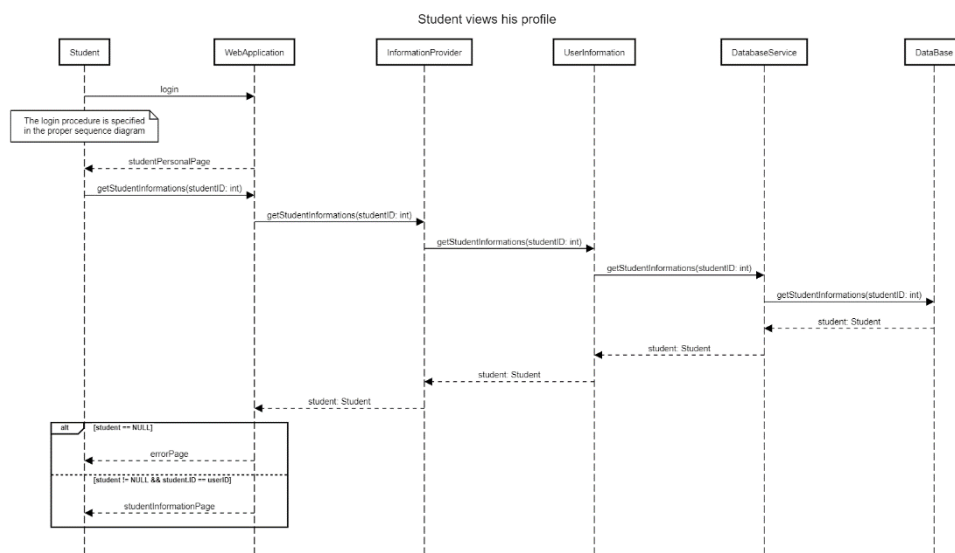 Student views his profile
Student
WebApplication
InformationProvider
UserInformation
DatabaseService
DataBase
login
The login procedure is specified
in the proper sequence diagram
studentPersonalPage
getStudentInformations(studentID: int)
getStudentInformations(studentID: int)
getStudentInformations(studentID: int)
getStudentInformations(studentID: int)
getStudentInformations(studentID: int)
student: Student
student: Student
student: Student
student: Student
alt
[student == NULL]
errorPage
[student != NULL && student.ID == userID]
studentInformationPage